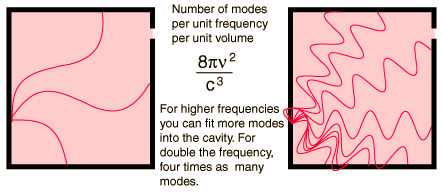 Number of modes
per unit frequency
per unit volume
8πν²
c³
For higher frequencies
you can fit more modes
into the cavity. For
double the frequency,
four times as many
modes.